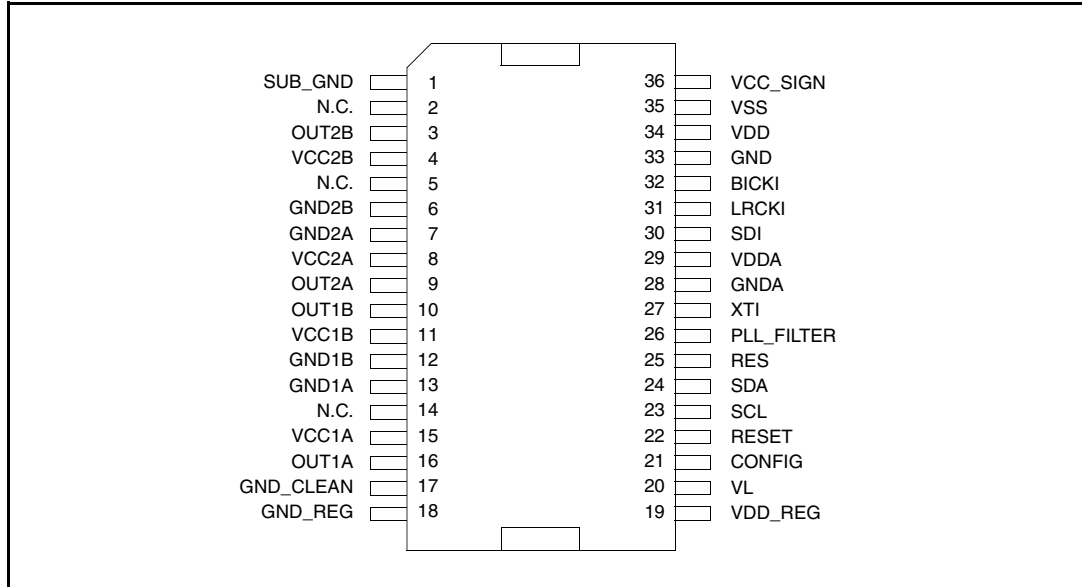 SUB_GND 1 36 VCC_SIGN
N.C. 2 35 VSS
OUT2B 3 34 VDD
VCC2B 4 33 GND
N.C. 5 32 BICKI
GND2B 6 31 LRCKI
GND2A 7 30 SDI
VCC2A 8 29 VDDA
OUT2A 9 28 GNDA
OUT1B 10 27 XTI
VCC1B 11 26 PLL_FILTER
GND1B 12 25 RES
GND1A 13 24 SDA
N.C. 14 23 SCL
VCC1A 15 22 RESET
OUT1A 16 21 CONFIG
GND_CLEAN 17 20 VL
GND_REG 18 19 VDD_REG